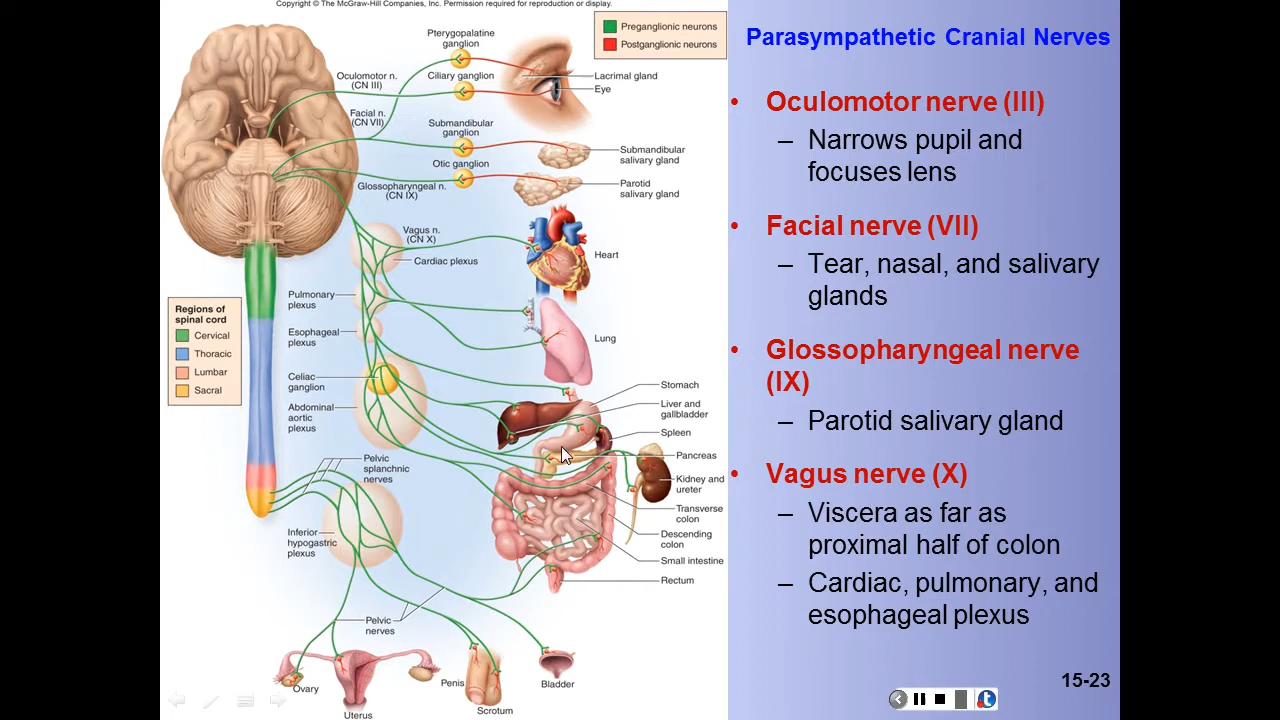 Copyright © The McGraw-Hill Companies, Inc. Permission required for reproduction or display.
Pterygopalatine
ganglion
Oculomotor n.
(CN III)
Ciliary ganglion
Facial n.
(CN VII)
Submandibular
ganglion
Otic ganglion
Glossopharyngeal n.
(CN IX)
Vagus n.
(CN X)
Cardiac plexus
Pulmonary
plexus
Esophageal
plexus
Celiac
ganglion
Abdominal
aortic
plexus
Pelvic
splanchnic
nerves
Inferior
hypogastric
plexus
Pelvic
nerves
Regions of
spinal cord
Cervical
Thoracic
Lumbar
Sacral
Preganglionic neurons
Postganglionic neurons
Lacrimal gland
Eye
Submandibular
salivary gland
Parotid
salivary gland
Heart
Lung
Stomach
Liver and
gallbladder
Spleen
Pancreas
Kidney and
ureter
Transverse
colon
Descending
colon
Small intestine
Rectum
Ovary
Uterus
Penis
Scrotum
Bladder
Parasympathetic Cranial Nerves
• Oculomotor nerve (III)
– Narrows pupil and
focuses lens
• Facial nerve (VII)
– Tear, nasal, and salivary
glands
• Glossopharyngeal nerve
(IX)
– Parotid salivary gland
• Vagus nerve (X)
– Viscera as far as
proximal half of colon
– Cardiac, pulmonary, and
esophageal plexus
15-23